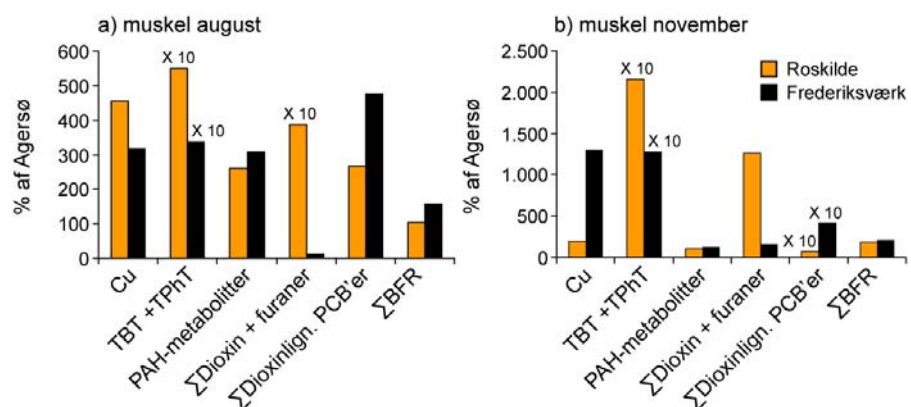 a) muskel august
% af Agersø
600
500
400
300
200
100
0
X 10
X 10
X 10
Cu
TBT +TPhT
PAH-metabolitter
∑Dioxin + furaner
∑Dioxinlign. PCB'er
∑BFR
b) muskel november
% af Agersø
2.500
2.000
1.500
1.000
500
0
X 10
X 10
X 10
X 10
Roskilde
Frederiksværk
Cu
TBT +TPhT
PAH-metabolitter
∑Dioxin + furaner
∑Dioxinlign. PCB'er
∑BFR